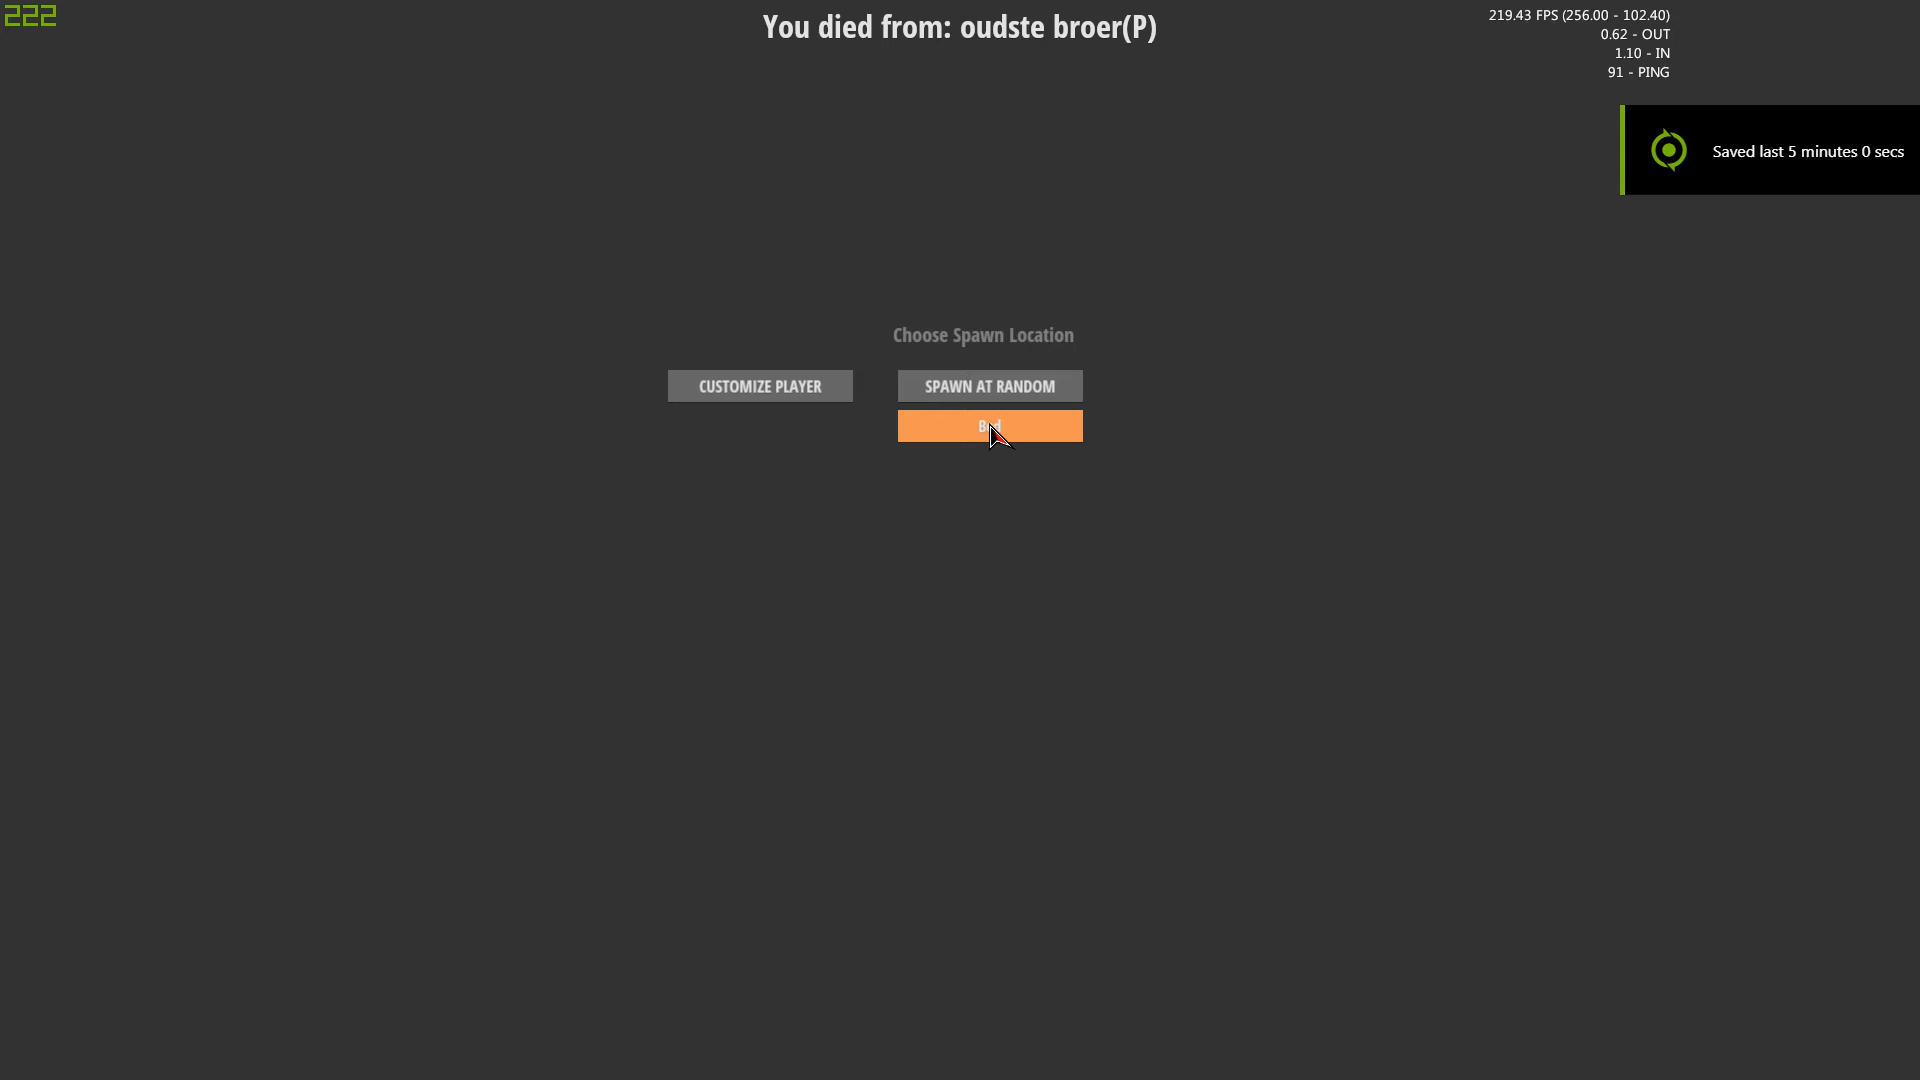 222
You died from: oudste broer(P)
219.43 FPS (256.00 - 102.40)
0.62 - OUT
1.10 - IN
91 - PING
Saved last 5 minutes 0 secs
Choose Spawn Location
CUSTOMIZE PLAYER
SPAWN AT RANDOM